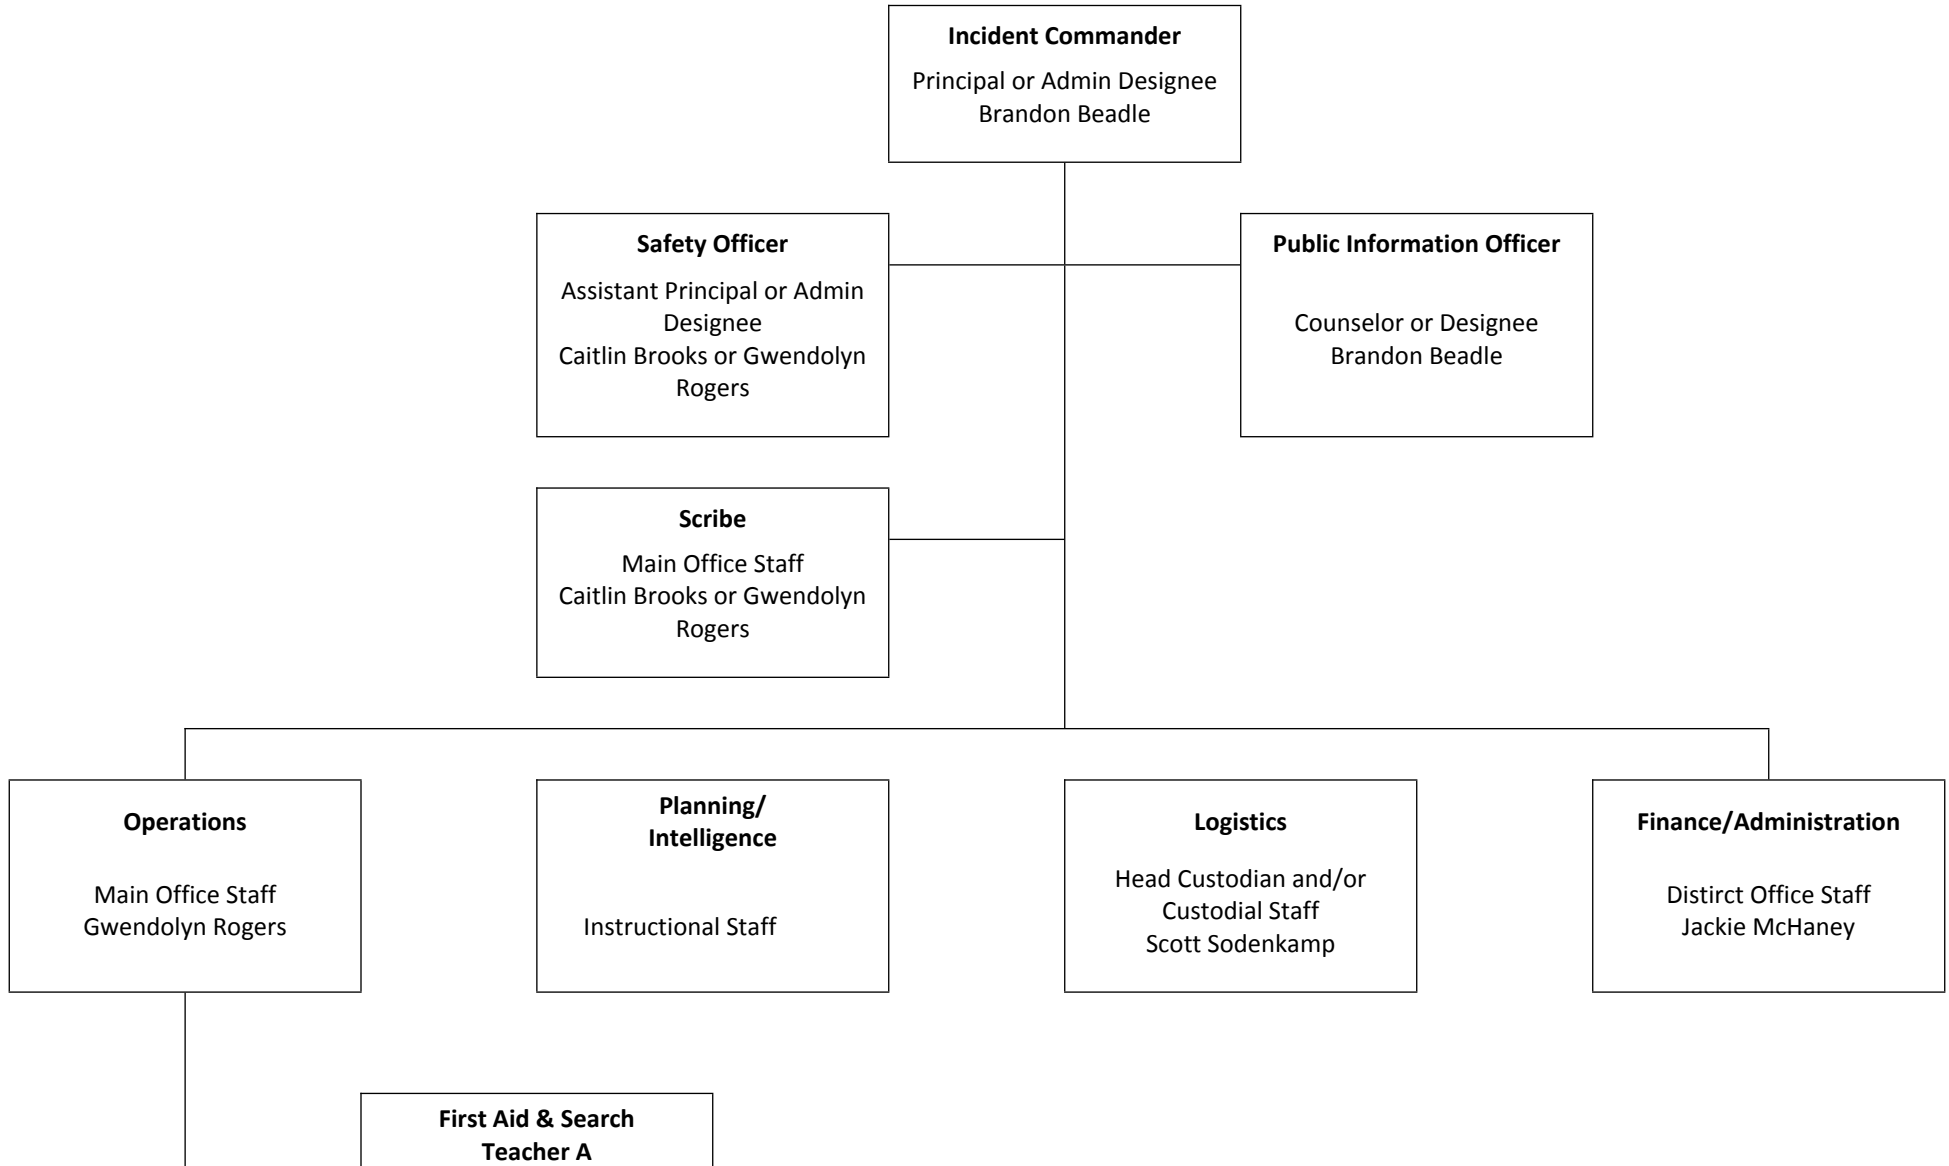 Incident Commander
Principal or Admin Designee
Brandon Beadle
Safety Officer
Assistant Principal or Admin
Designee
Caitlin Brooks or Gwendolyn
Rogers
Public Information Officer
Counselor or Designee
Brandon Beadle
Scribe
Main Office Staff
Caitlin Brooks or Gwendolyn
Rogers
Operations
Main Office Staff
Gwendolyn Rogers
Planning/
Intelligence
Instructional Staff
Logistics
Head Custodian and/or
Custodial Staff
Scott Sodenkamp
Finance/Administration
Distirct Office Staff
Jackie McHaney
First Aid & Search
Teacher A